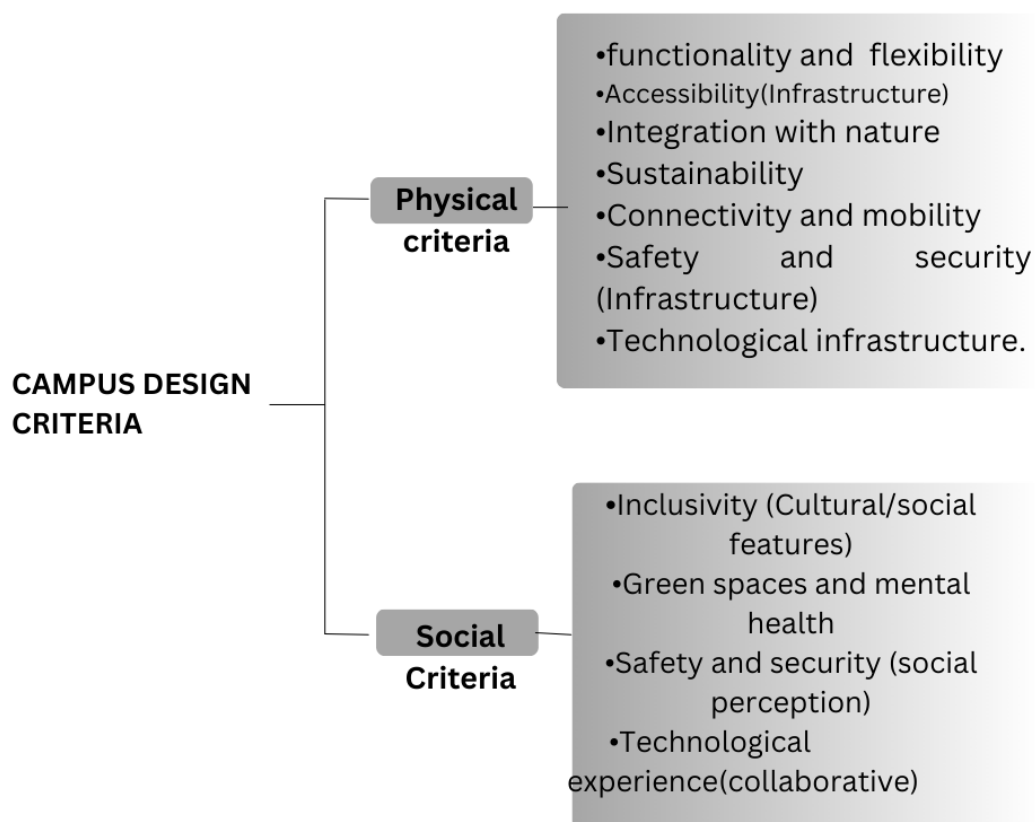 CAMPUS DESIGN
CRITERIA
Physical
criteria
•functionality and flexibility
•Accessibility(Infrastructure)
•Integration with nature
•Sustainability
•Connectivity and mobility
•Safety and security
(Infrastructure)
•Technological infrastructure.
Social
Criteria
•Inclusivity (Cultural/social
features)
•Green spaces and mental
health
•Safety and security (social
perception)
•Technological
experience(collaborative)